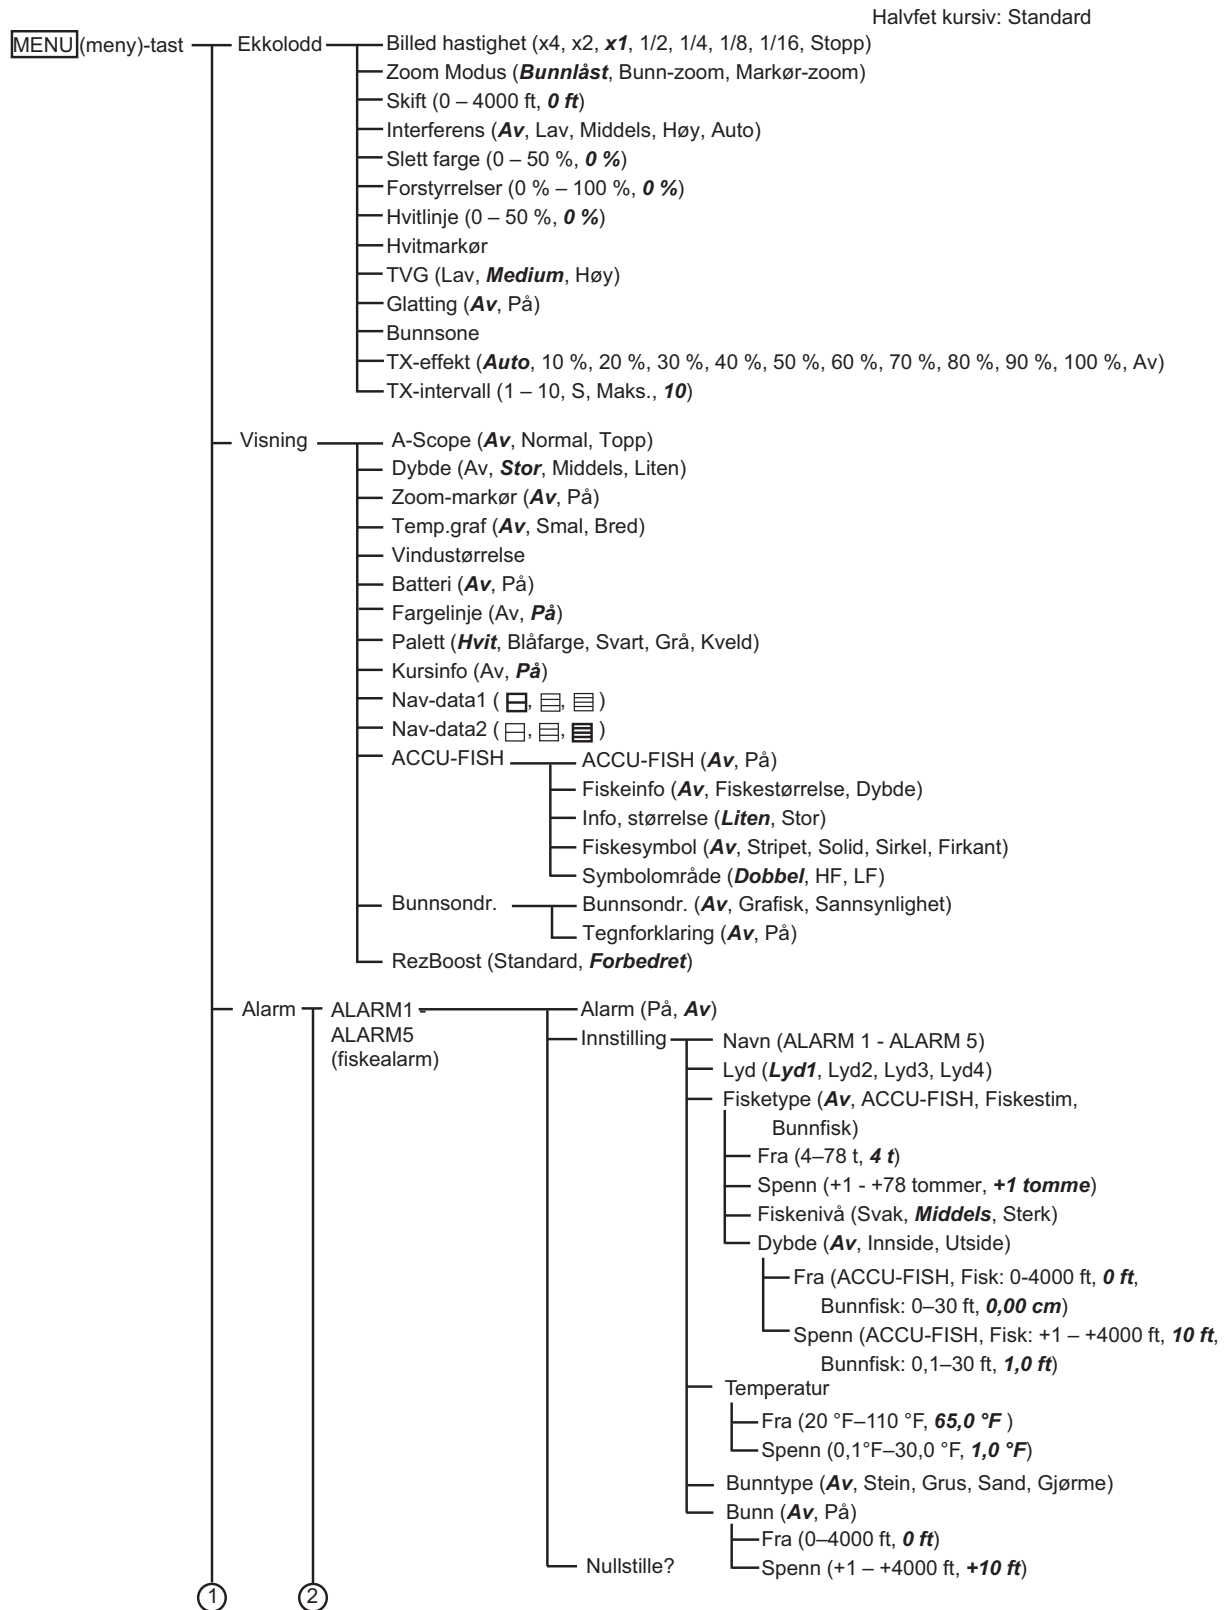 Halvfet kursiv: Standard
MENU (meny)-tast
Ekkolodd
Billed hastighet (x4, x2, x1, 1/2, 1/4, 1/8, 1/16, Stopp)
Zoom Modus (Bunnlåst, Bunn-zoom, Markør-zoom)
Skift (0 – 4000 ft, 0 ft)
Interferens (Av, Lav, Middels, Høy, Auto)
Slett farge (0 – 50 %, 0 %)
Forstyrrelser (0 % – 100 %, 0 %)
Hvitlinje (0 – 50 %, 0 %)
Hvitmarkør
TVG (Lav, Medium, Høy)
Glatting (Av, På)
Bunnsone
TX-effekt (Auto, 10 %, 20 %, 30 %, 40 %, 50 %, 60 %, 70 %, 80 %, 90 %, 100 %, Av)
TX-intervall (1 – 10, S, Maks., 10)
Visning
A-Scope (Av, Normal, Topp)
Dybde (Av, Stor, Middels, Liten)
Zoom-markør (Av, På)
Temp.graf (Av, Smal, Bred)
Vindustørrelse
Batteri (Av, På)
Fargelinje (Av, På)
Palett (Hvit, Blåfarge, Svart, Grå, Kveld)
Kursinfo (Av, På)
Nav-data1 ( , , )
Nav-data2 ( , , )
ACCU-FISH
ACCU-FISH (Av, På)
Fiskeinfo (Av, Fiskestørrelse, Dybde)
Info, størrelse (Liten, Stor)
Fiskesymbol (Av, Stripet, Solid, Sirkel, Firkant)
Symbolområde (Dobbel, HF, LF)
Bunnsondr.
Bunnsondr. (Av, Grafisk, Sannsynlighet)
Tegnforklaring (Av, På)
RezBoost (Standard, Forbedret)
Alarm
ALARM1 -
ALARM5
(fiskealarm)
Alarm (På, Av)
Innstilling
Navn (ALARM 1 - ALARM 5)
Lyd (Lyd1, Lyd2, Lyd3, Lyd4)
Fisketype (Av, ACCU-FISH, Fiskestim,
Bunnfisk)
Fra (4–78 t, 4 t)
Spenn (+1 - +78 tommer, +1 tomme)
Fiskenivå (Svak, Middels, Sterk)
Dybde (Av, Innside, Utside)
Fra (ACCU-FISH, Fisk: 0-4000 ft, 0 ft,
Bunnfisk: 0–30 ft, 0,00 cm)
Spenn (ACCU-FISH, Fisk: +1 – +4000 ft, 10 ft,
Bunnfisk: 0,1–30 ft, 1,0 ft)
Temperatur
Fra (20 °F–110 °F, 65,0 °F )
Spenn (0,1°F–30,0 °F, 1,0 °F)
Bunntype (Av, Stein, Grus, Sand, Gjørme)
Bunn (Av, På)
Fra (0–4000 ft, 0 ft)
Spenn (+1 – +4000 ft, +10 ft)
Nullstille?
1
2